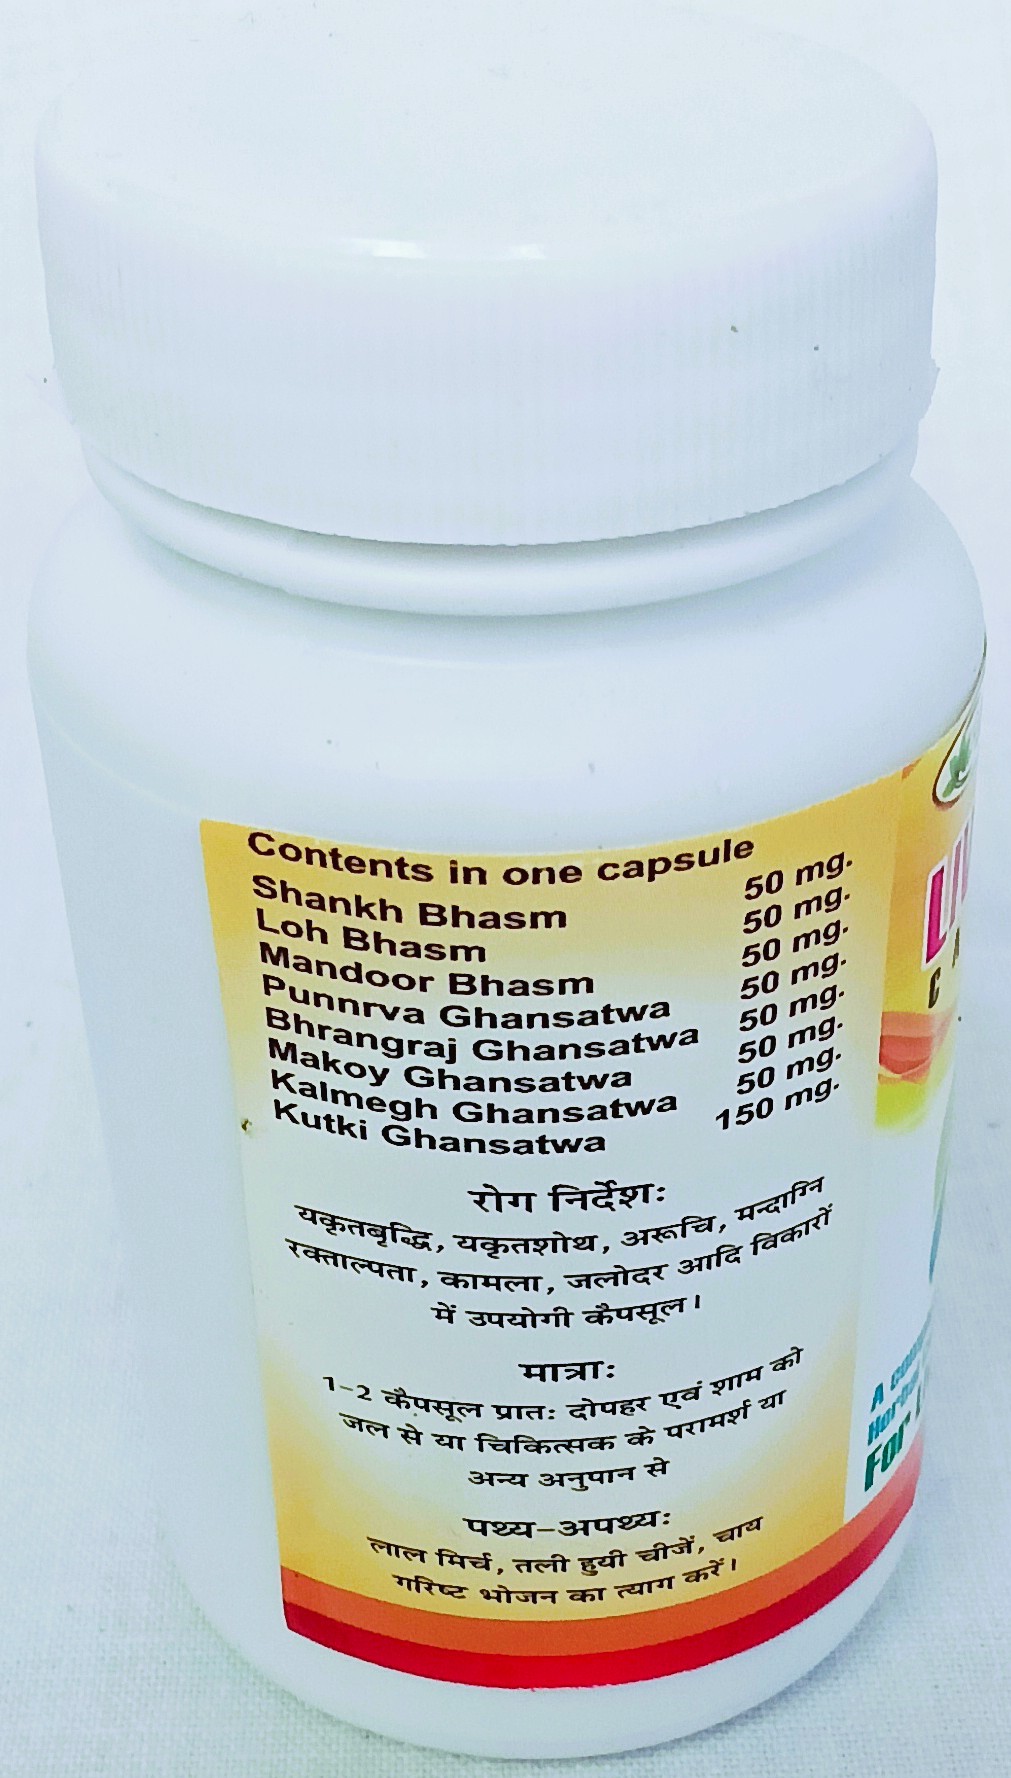 Contents in one capsule
Shankh Bhasm 50 mg.
Loh Bhasm 50 mg.
Mandoor Bhasm 50 mg.
Punnrva Ghansatwa 50 mg.
Bhrangraj Ghansatwa 50 mg.
Makoy Ghansatwa 50 mg.
Kalmegh Ghansatwa 50 mg.
Kutki Ghansatwa 150 mg.
रोग निर्देशः
यकृतबृद्धि, यकृतशोथ, अरूचि, मन्दाग्नि
रक्ताल्पता, कामला, जलोदर आदि विकारों
में उपयोगी कैपसूल।
मात्राः
1-2 कैपसूल प्रातः दोपहर एवं शाम को
जल से या चिकित्सक के परामर्श या
अन्य अनुपान से
पथ्य-अपथ्यः
लाल मिर्च, तली हुयी चीजें, चाय
गरिष्ट भोजन का त्याग करें।
A
For